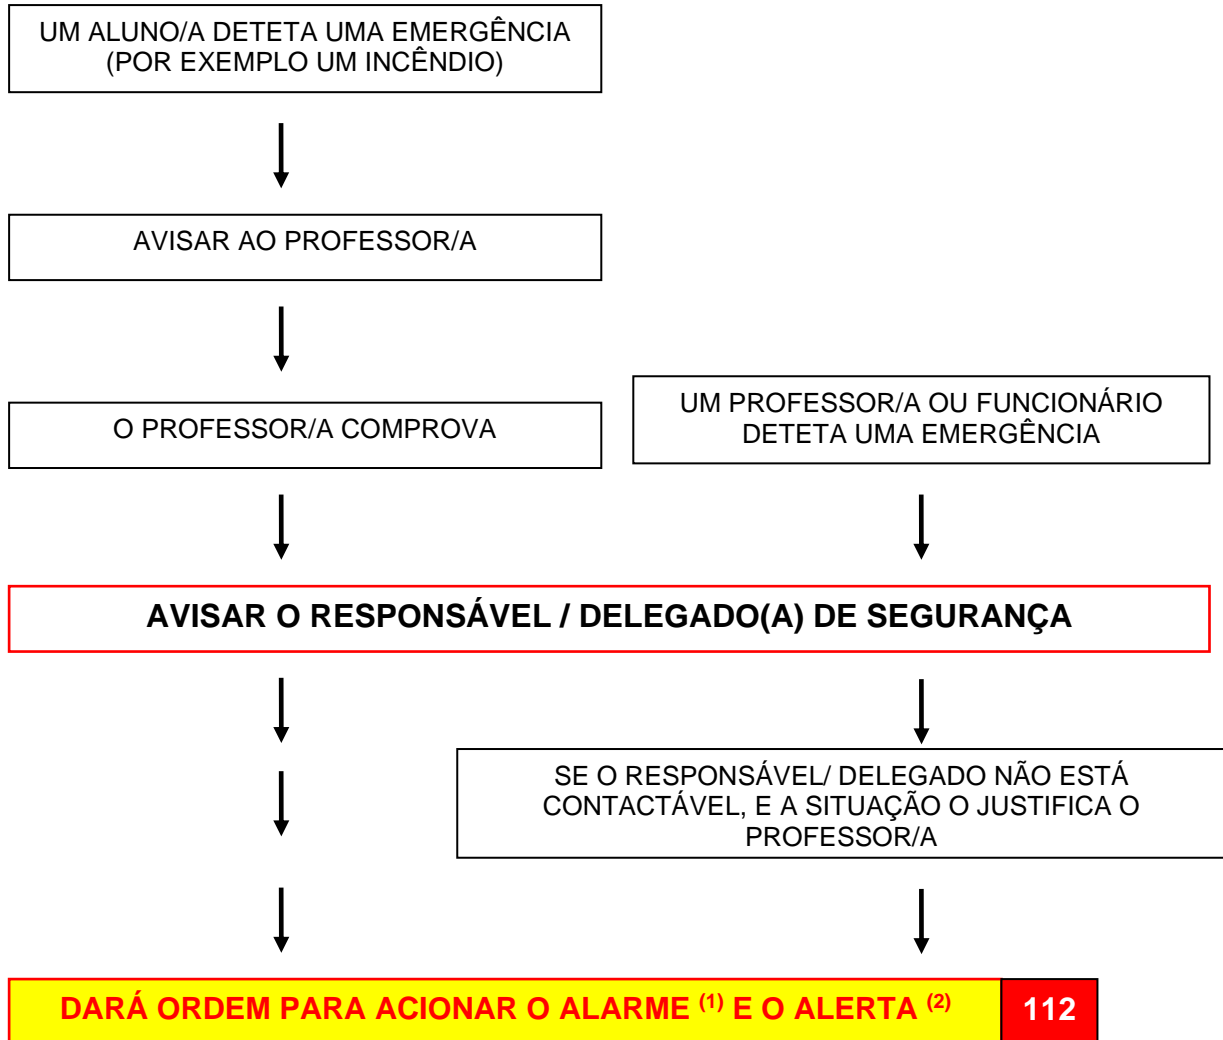 UM ALUNO/A DETETA UMA EMERGÊNCIA
(POR EXEMPLO UM INCÊNDIO)
AVISAR AO PROFESSOR/A
O PROFESSOR/A COMPROVA
UM PROFESSOR/A OU FUNCIONÁRIO
DETETA UMA EMERGÊNCIA
AVISAR O RESPONSÁVEL / DELEGADO(A) DE SEGURANÇA
SE O RESPONSÁVEL/ DELEGADO NÃO ESTÁ
CONTACTÁVEL, E A SITUAÇÃO O JUSTIFICA O
PROFESSOR/A
DARÁ ORDEM PARA ACIONAR O ALARME (1) E O ALERTA (2)
112